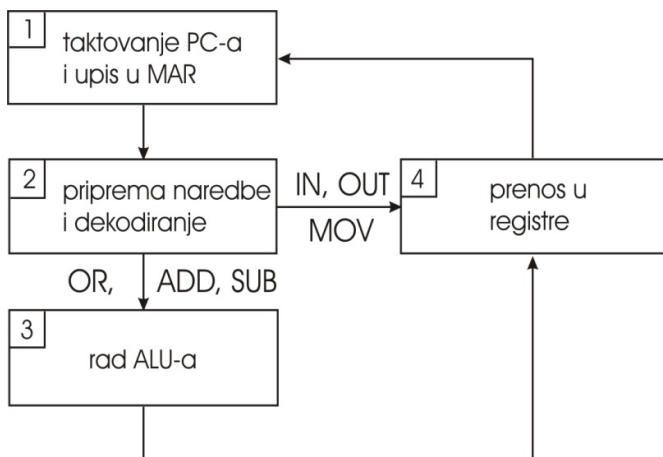 1
taktovanje PC-a
i upis u MAR
2
priprema naredbe
i dekodiranje
IN, OUT
MOV
4
prenos u
registre
OR, ADD, SUB
3
rad ALU-a